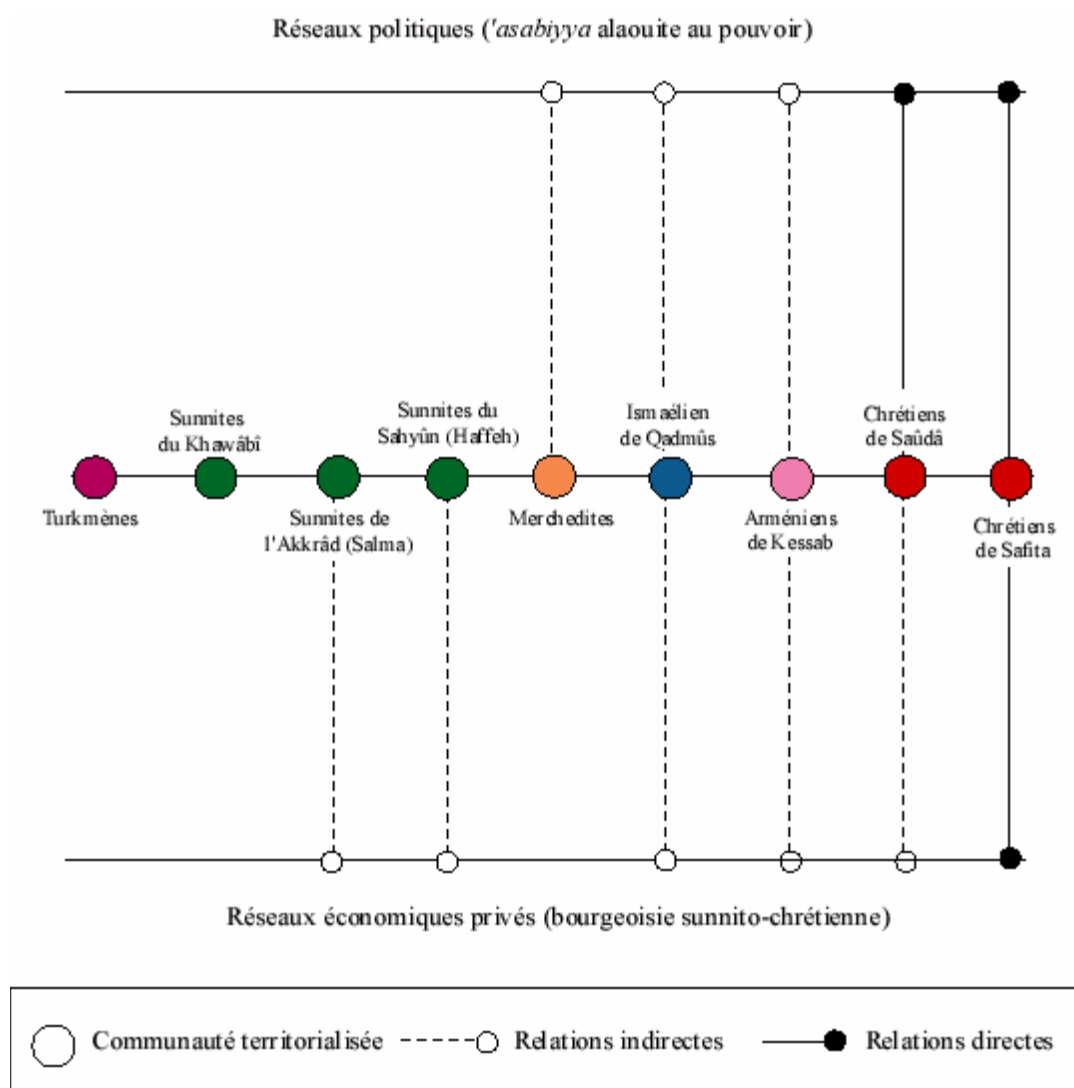 Réseaux politiques ('asabiyya alaouite au pouvoir)
Sunnites
du Khawâbî
Sunnites du
Sahyûn (Haffeh)
Ismaélien
de Qadmûs
Chrétiens
de Saûdâ
Turkmènes
Sunnites de
l'Akkrâd (Salma)
Merchedites
Arméniens
de Kessab
Chrétiens
de Safita
Réseaux économiques privés (bourgeoisie sunnito-chrétienne)
Communauté territorialisée
Relations indirectes
Relations directes